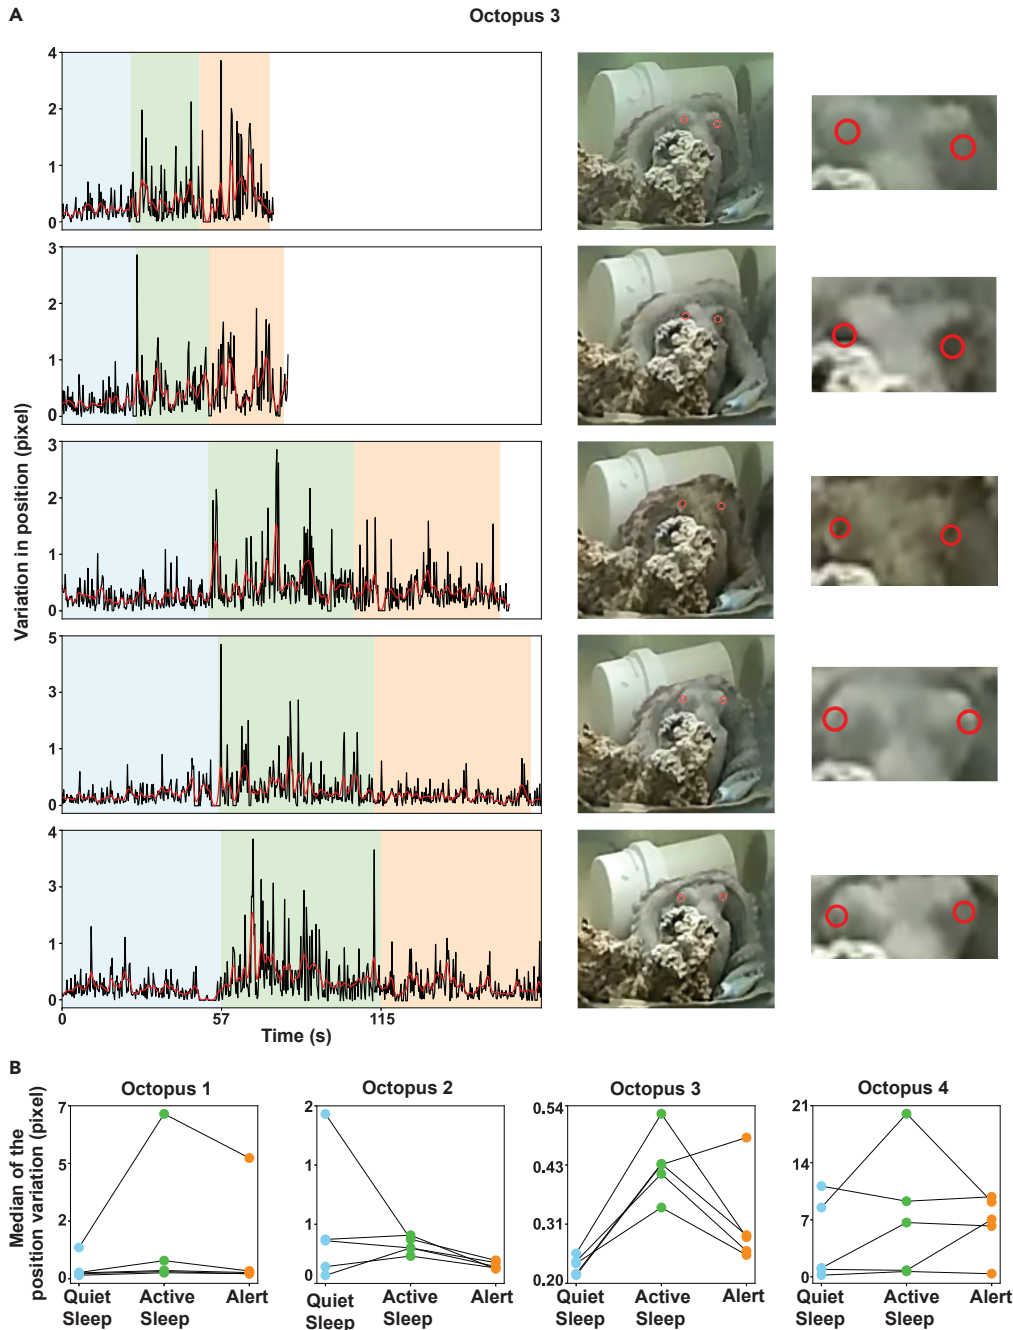 A
Octopus 3
4
2
1
0
3
2
1
0
3
2
1
0
5
3
1
0
4
3
1
0
Variation in position (pixel)
0
57
115
Time (s)
B
Octopus 1
Octopus 2
Octopus 3
Octopus 4
Median of the
position variation (pixel)
7
5
2
0
2
1
1
0
0.54
0.43
0.31
0.20
21
14
7
0
Quiet
Sleep
Active
Sleep
Alert
Quiet
Sleep
Active
Sleep
Alert
Quiet
Sleep
Active
Sleep
Alert
Quiet
Sleep
Active
Sleep
Alert